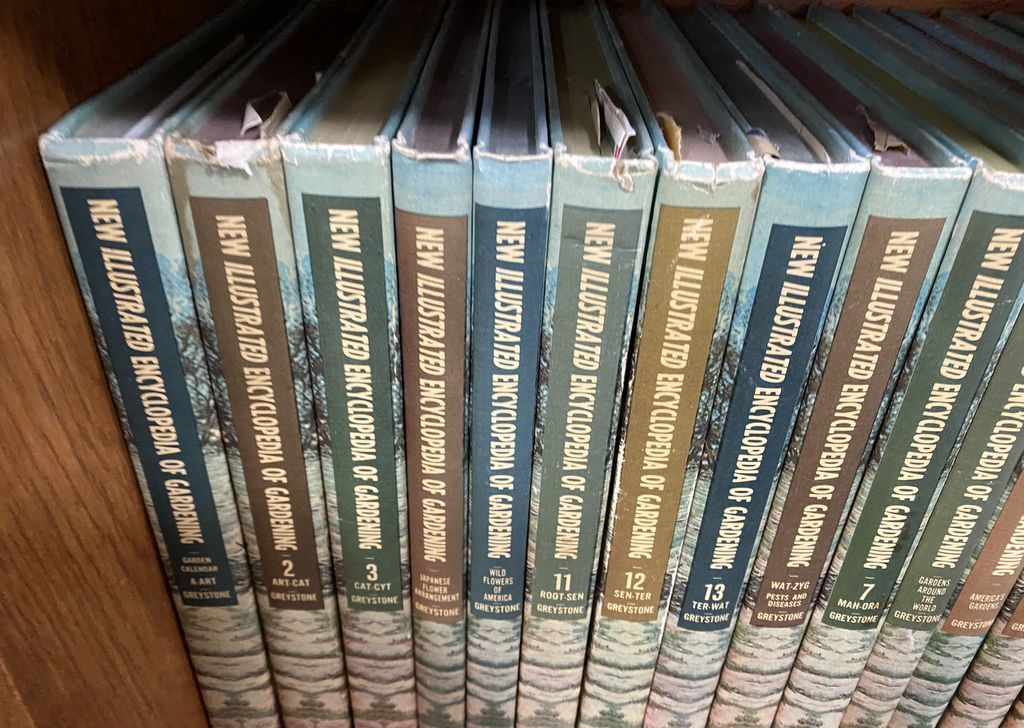 NEW ILLUSTRATED ENCYCLOPEDIA OF GARDENING
GARDEN
CALENDAR
A-ART
GREYSTONE
NEW ILLUSTRATED ENCYCLOPEDIA OF GARDENING
2
ART-CAT
GREYSTONE
NEW ILLUSTRATED ENCYCLOPEDIA OF GARDENING
3
CAT-CYT
GREYSTONE
NEW ILLUSTRATED ENCYCLOPEDIA OF GARDENING
JAPANESE
FLOWER
ARRANGEMENT
GREYSTONE
NEW ILLUSTRATED ENCYCLOPEDIA OF GARDENING
WILD
FLOWERS
OF
AMERICA
GREYSTONE
NEW ILLUSTRATED ENCYCLOPEDIA OF GARDENING
11
ROOT-SEN
GREYSTONE
NEW ILLUSTRATED ENCYCLOPEDIA OF GARDENING
12
SEN-TER
GREYSTONE
NEW ILLUSTRATED ENCYCLOPEDIA OF GARDENING
13
TER-WAT
GREYSTONE
NEW ILLUSTRATED ENCYCLOPEDIA OF GARDENING
WAT-ZYG
PESTS AND
DISEASES
GREYSTONE
NEW ILLUSTRATED ENCYCLOPEDIA OF GARDENING
7
MAH-ORA
GREYSTONE
ENCYCLOPEDIA OF GARDENING
GARDENS
AROUND
THE
WORLD
GREYSTONE
OF GARDENING
AMERICA'S
GARDENS